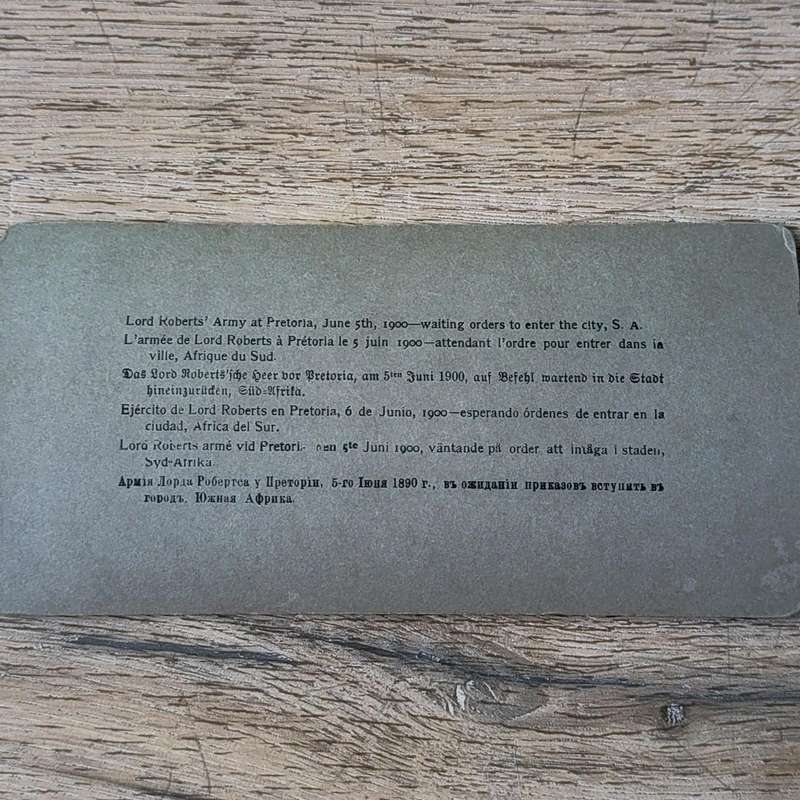 Lord Roberts' Army at Pretoria, June 5th, 1900—waiting orders to enter the city, S. A.
L'armée de Lord Roberts à Prétoria le 5 juin 1900—attendant l'ordre pour entrer dans la
ville, Afrique du Sud.
Das Lord Roberts'sche Heer vor Pretoria, am 5ten Juni 1900, auf Befehl wartend in die Stadt
hineinzurücken, Süd-Afrika.
Ejército de Lord Roberts en Pretoria, 6 de Junio, 1900—esperando órdenes de entrar en la
ciudad, Africa del Sur.
Lord Roberts armé vid Pretori. den 5te Juni 1900, väntande på order att intåga i staden,
Syd-Afrika
Армія Лорда Робертса у Преторіи, 5-го Іюня 1890 г., въ ожиданіи приказовъ вступить въ
городъ. Южная Африка.